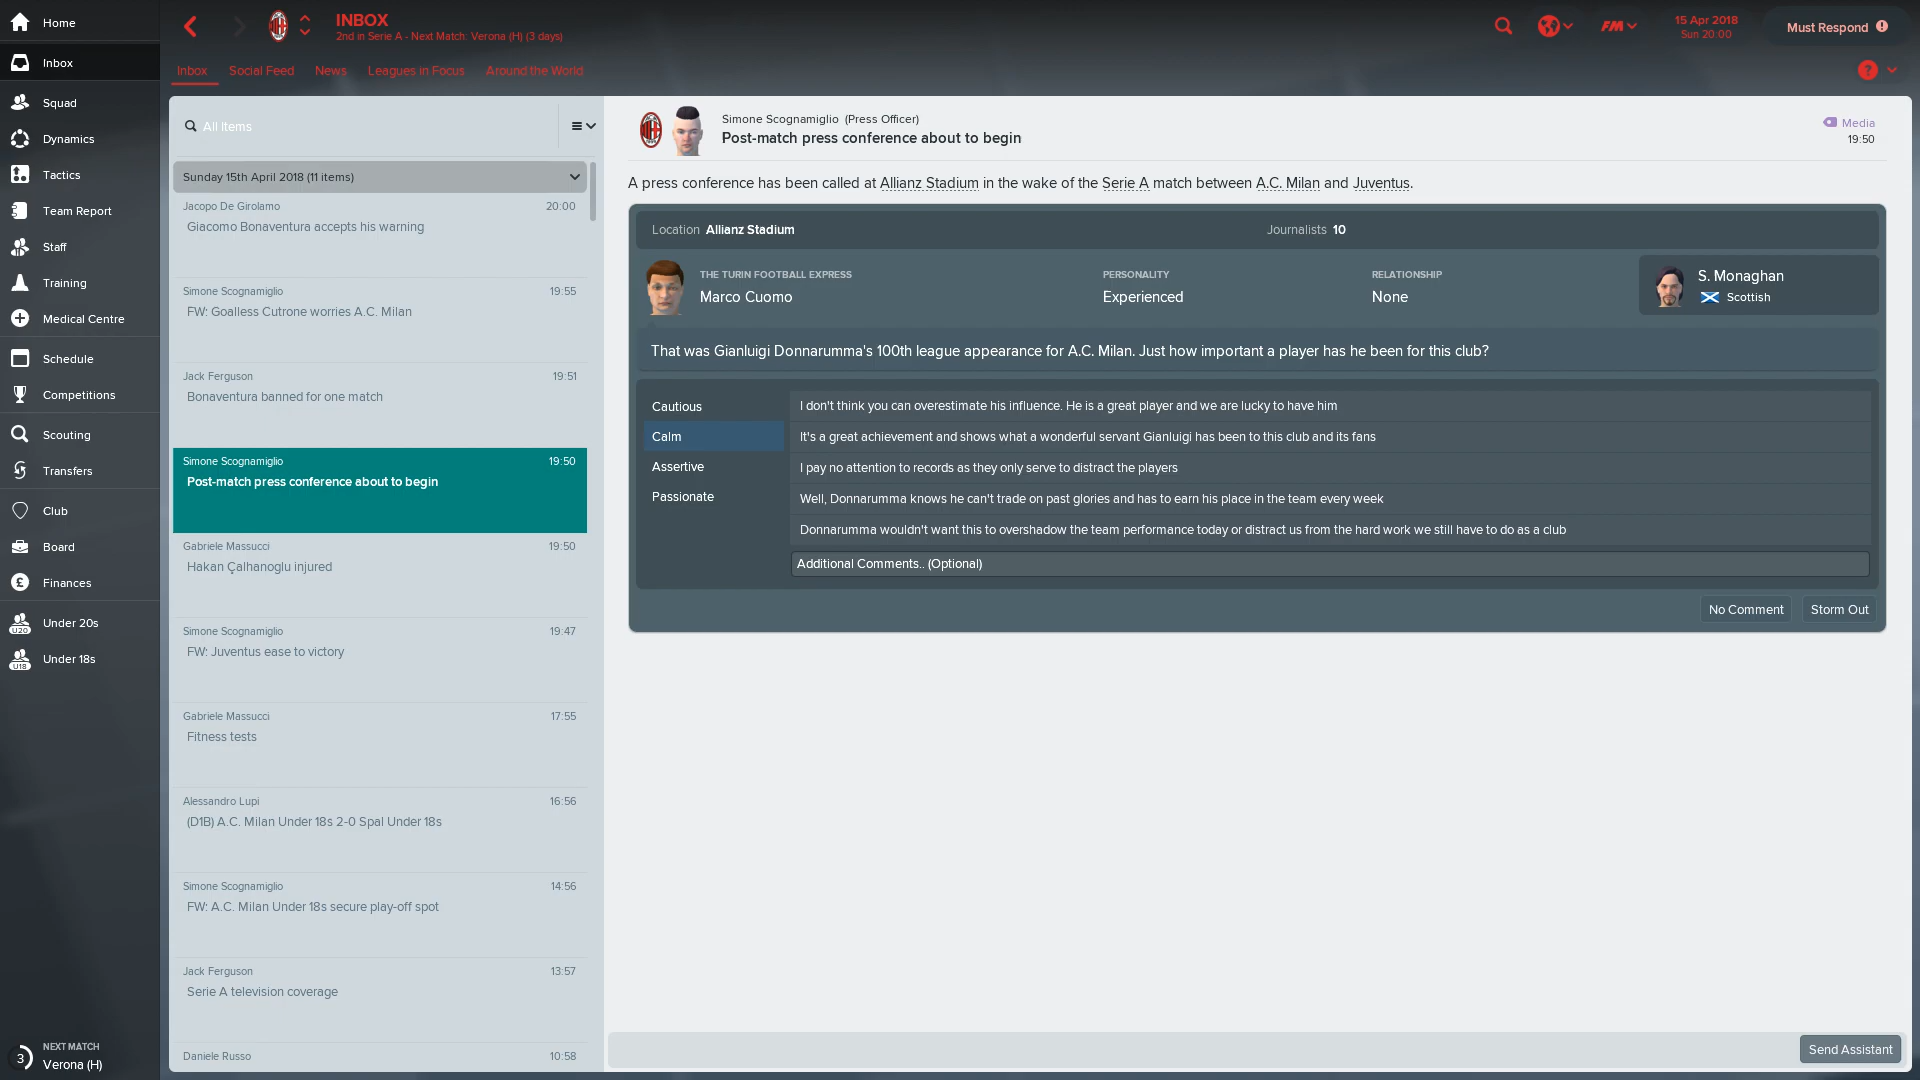 Home
Inbox
Squad
Dynamics
Tactics
Team Report
Staff
Training
Medical Centre
Schedule
Competitions
Scouting
Transfers
Club
Board
Finances
U20
Under 20s
U18
Under 18s
3
NEXT MATCH
Verona (H)
INBOX
2nd in Serie A - Next Match: Verona (H) (3 days)
FM
15 Apr 2018
Sun 20:00
Must Respond
Inbox
Social Feed
News
Leagues in Focus
Around the World
All Items
Sunday 15th April 2018 (11 items)
Jacopo De Girolamo 20:00
Giacomo Bonaventura accepts his warning
Simone Scognamiglio 19:55
FW: Goalless Cutrone worries A.C. Milan
Jack Ferguson 19:51
Bonaventura banned for one match
Simone Scognamiglio 19:50
Post-match press conference about to begin
Gabriele Massucci 19:50
Hakan Çalhanoglu injured
Simone Scognamiglio 19:47
FW: Juventus ease to victory
Gabriele Massucci 17:55
Fitness tests
Alessandro Lupi 16:56
(D1B) A.C. Milan Under 18s 2-0 Spal Under 18s
Simone Scognamiglio 14:56
FW: A.C. Milan Under 18s secure play-off spot
Jack Ferguson 13:57
Serie A television coverage
Daniele Russo 10:58
Simone Scognamiglio (Press Officer)
Post-match press conference about to begin
Media
19:50
A press conference has been called at Allianz Stadium in the wake of the Serie A match between A.C. Milan and Juventus.
Location Allianz Stadium
Journalists 10
THE TURIN FOOTBALL EXPRESS
Marco Cuomo
PERSONALITY
Experienced
RELATIONSHIP
None
S. Monaghan
Scottish
That was Gianluigi Donnarumma's 100th league appearance for A.C. Milan. Just how important a player has he been for this club?
Cautious
Calm
Assertive
Passionate
I don't think you can overestimate his influence. He is a great player and we are lucky to have him
It's a great achievement and shows what a wonderful servant Gianluigi has been to this club and its fans
I pay no attention to records as they only serve to distract the players
Well, Donnarumma knows he can't trade on past glories and has to earn his place in the team every week
Donnarumma wouldn't want this to overshadow the team performance today or distract us from the hard work we still have to do as a club
Additional Comments.. (Optional)
No Comment
Storm Out
Send Assistant